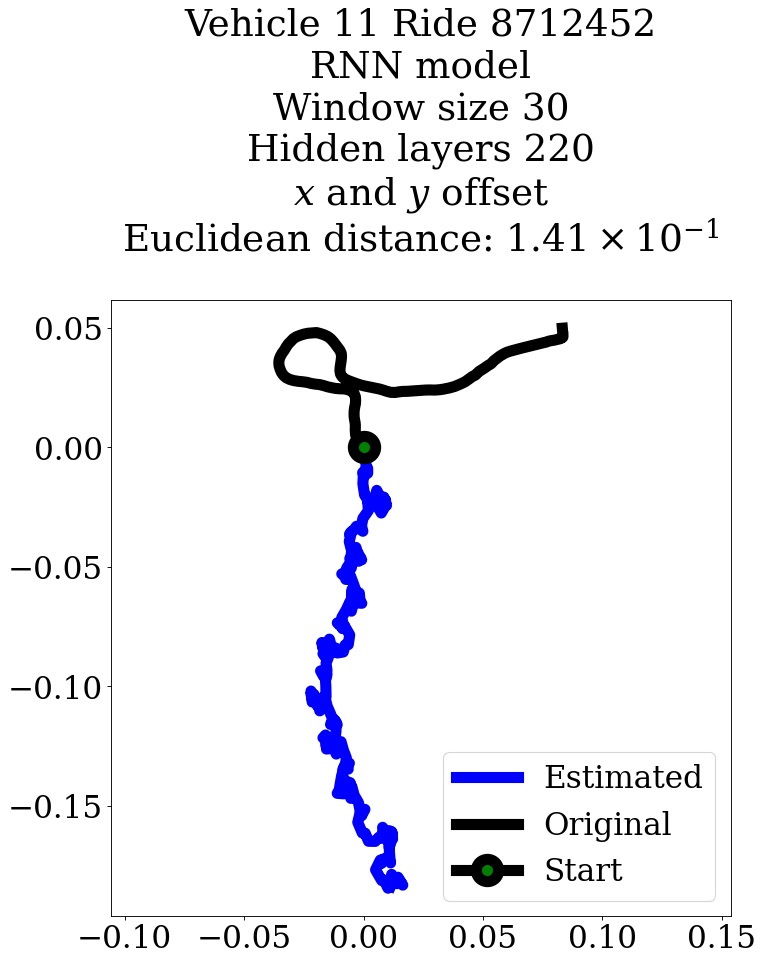 Vehicle 11 Ride 8712452
RNN model
Window size 30
Hidden layers 220
x and y offset
Euclidean distance: 1.41 × 10⁻¹
0.05
0.00
−0.05
−0.10
−0.15
Estimated
Original
Start
−0.10 −0.05 0.00 0.05 0.10 0.15